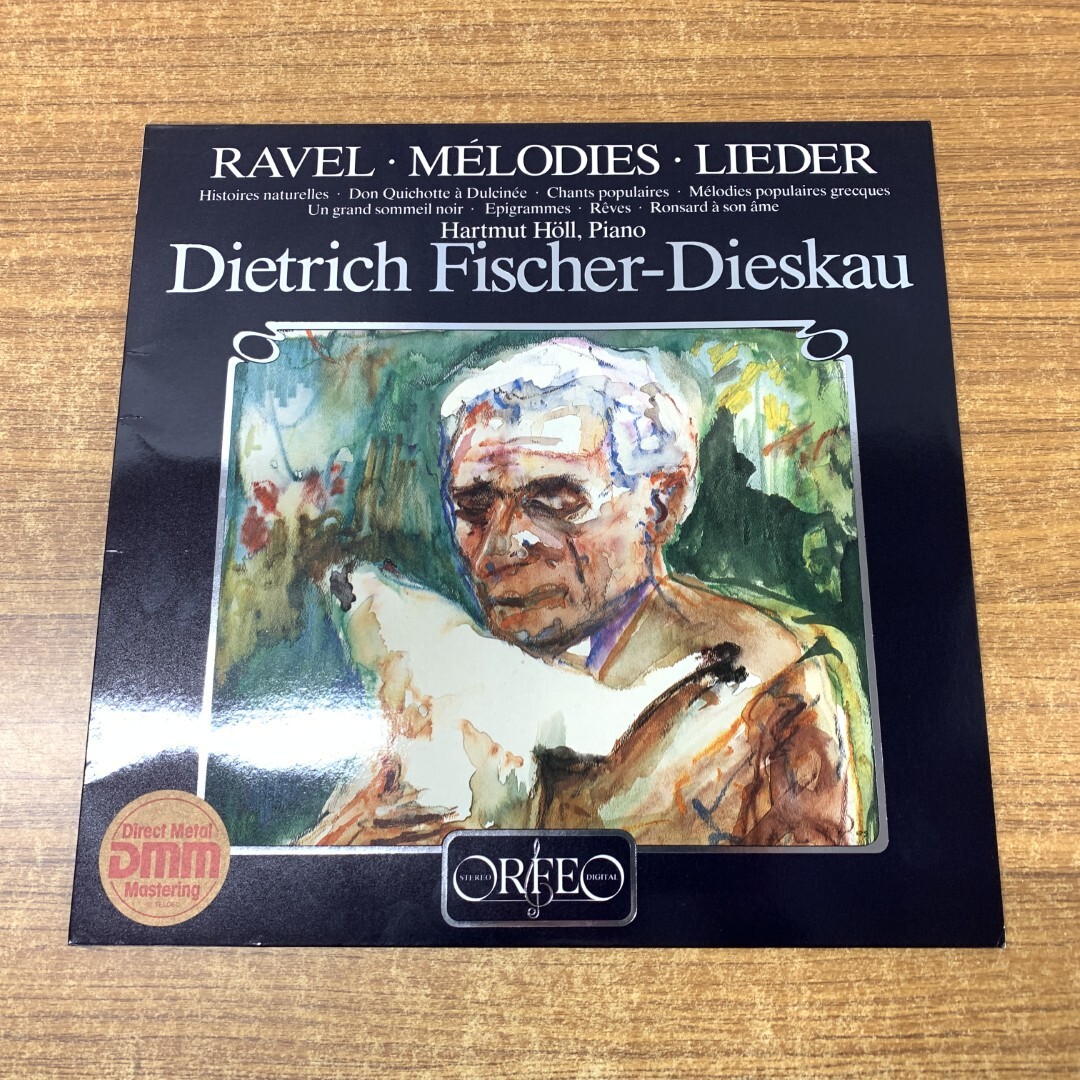 RAVEL · MÉLODIES · LIEDER
Histoires naturelles · Don Quichotte à Dulcinée · Chants populaires · Mélodies populaires grecques
Un grand sommeil noir · Epigrammes · Rêves · Ronsard à son âme
Hartmut Höll, Piano
Dietrich Fischer-Dieskau
Direct Metal
DMM
Mastering
STEREO ORFEO DIGITAL